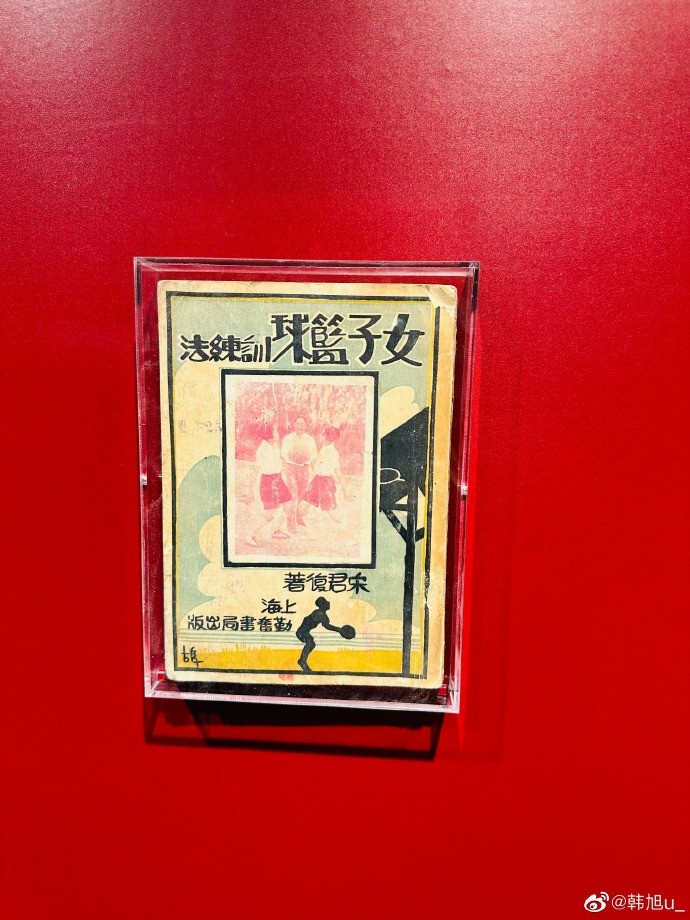 女子籃球訓練法
宋君復著
上海
勤奮書局出版
@韩旭u_